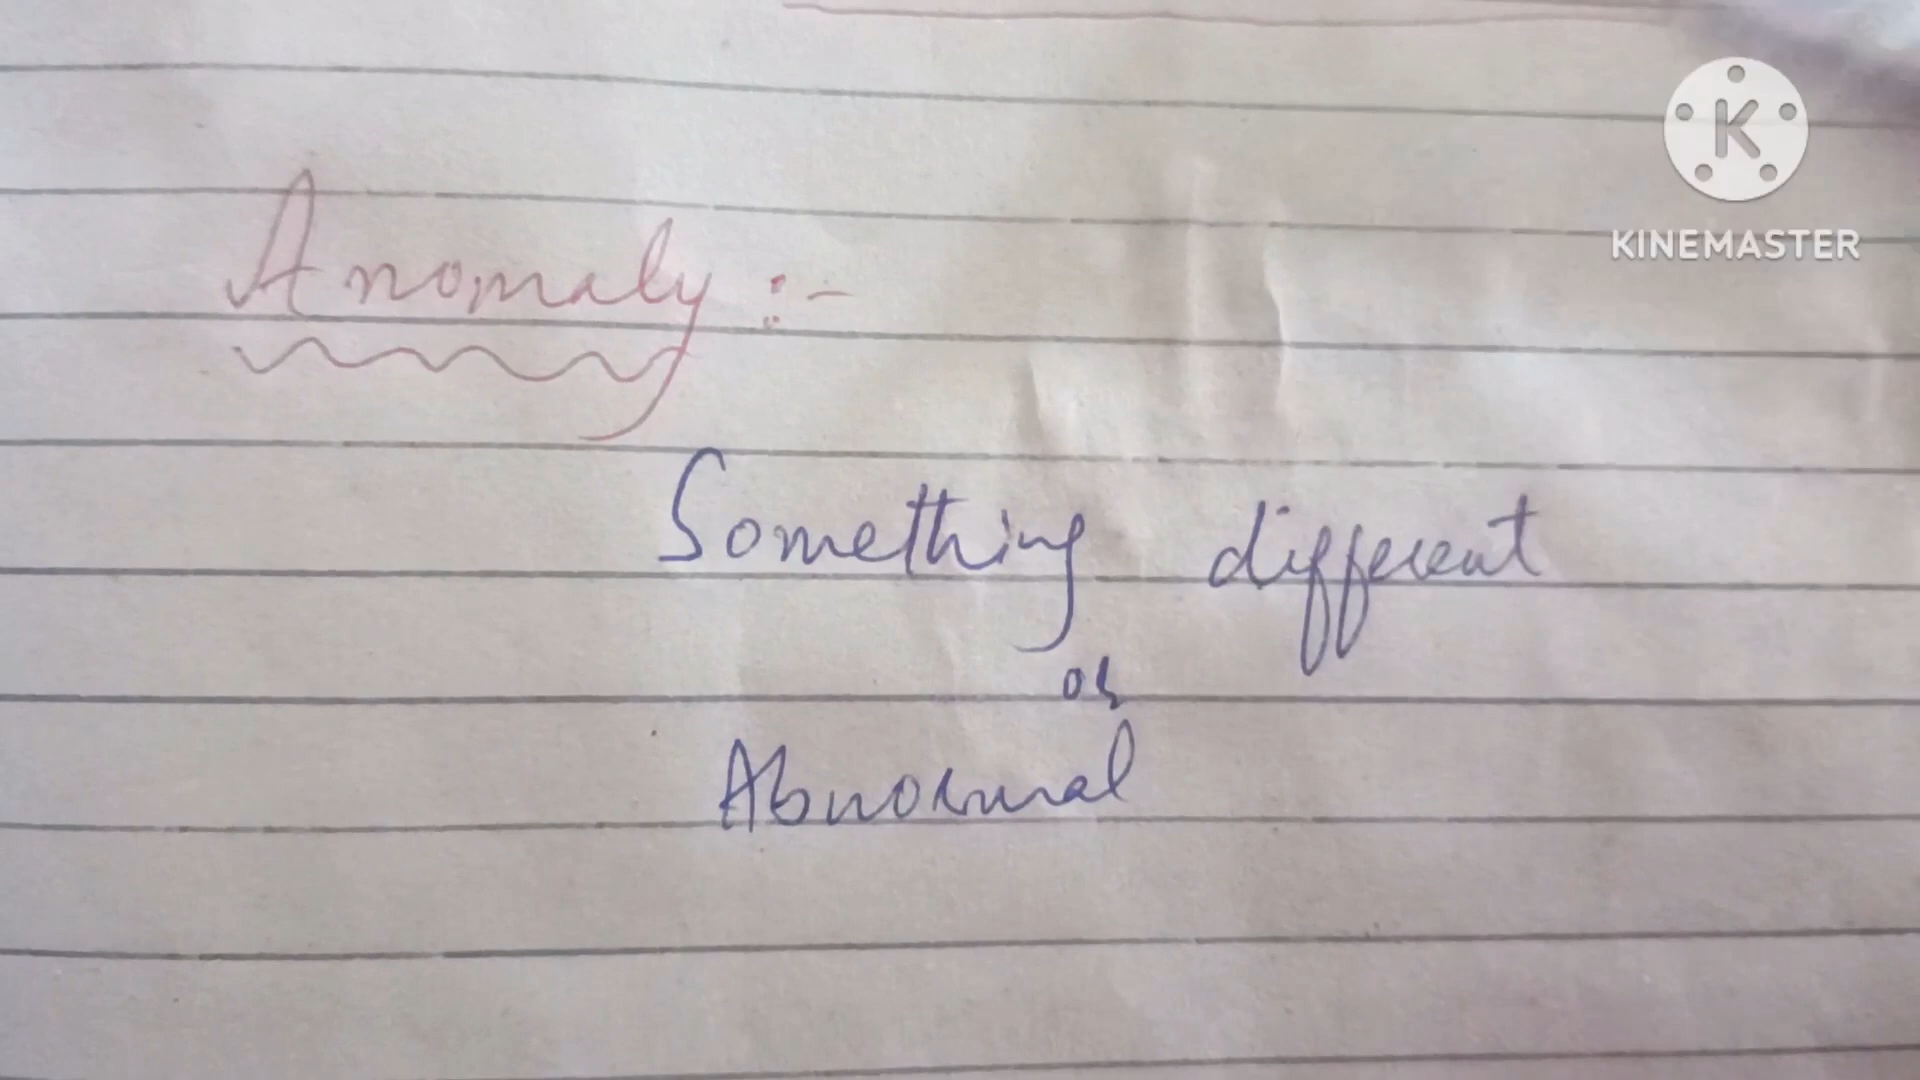 K
KINEMASTER
Anomaly :-
Something different
or
Abnormal